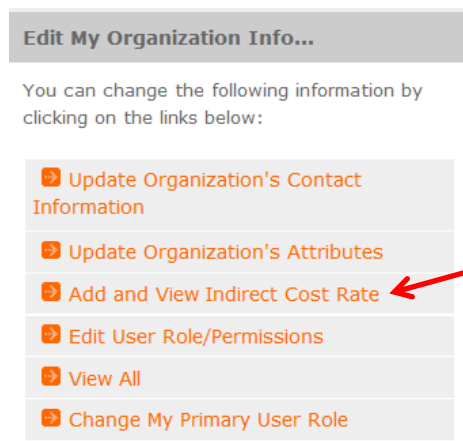 Edit My Organization Info...
You can change the following information by
clicking on the links below:
Update Organization's Contact
Information
Update Organization's Attributes
Add and View Indirect Cost Rate
Edit User Role/Permissions
View All
Change My Primary User Role